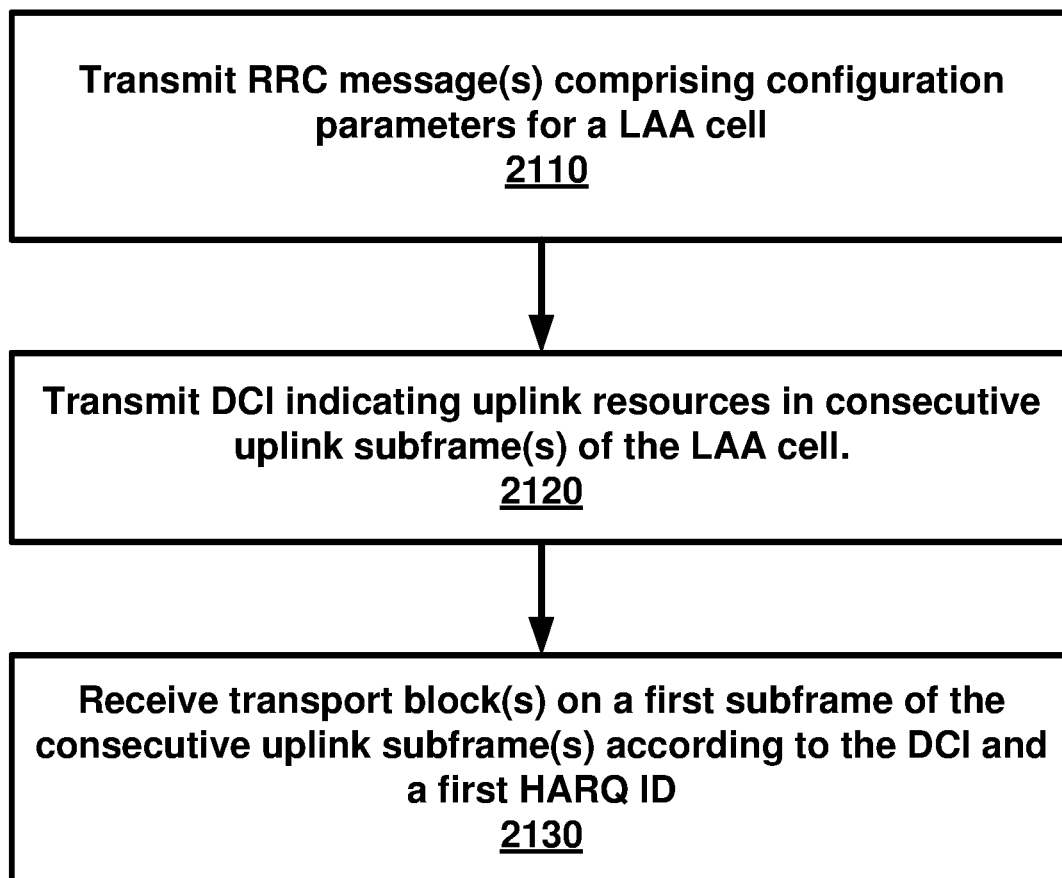 Transmit RRC message(s) comprising configuration
parameters for a LAA cell
2110
Transmit DCI indicating uplink resources in consecutive
uplink subframe(s) of the LAA cell.
2120
Receive transport block(s) on a first subframe of the
consecutive uplink subframe(s) according to the DCI and
a first HARQ ID
2130